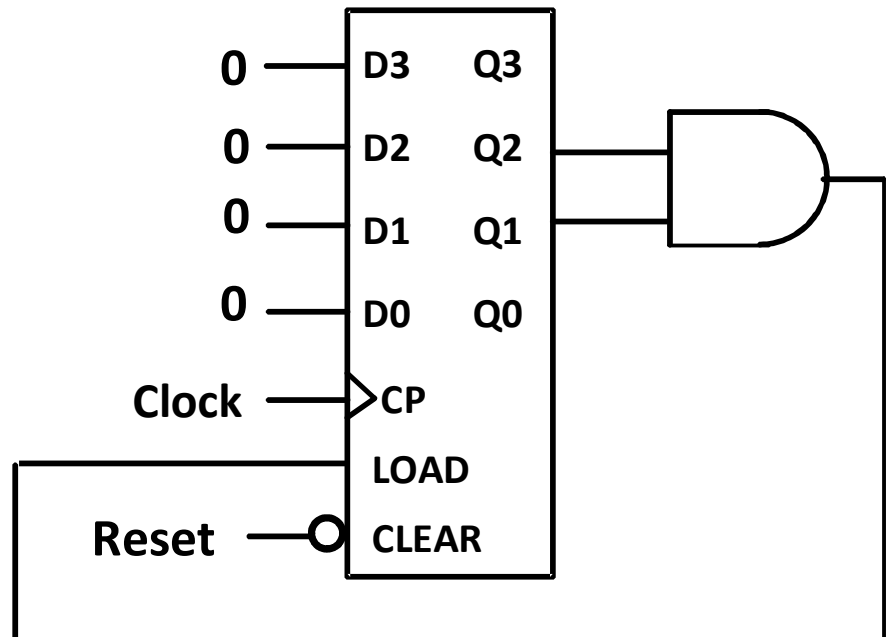 0 D3 Q3
0 D2 Q2
0 D1 Q1
0 D0 Q0
Clock CP
LOAD
Reset CLEAR